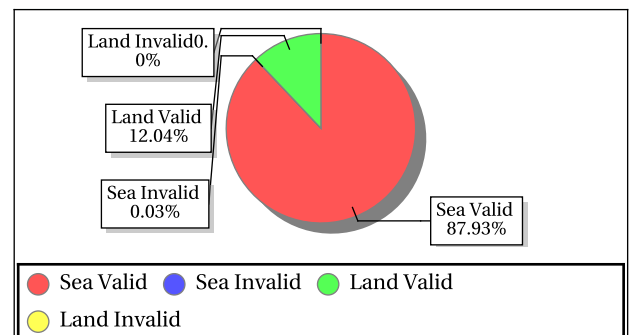 Land Invalid0.
0%
Land Valid
12.04%
Sea Invalid
0.03%
Sea Valid
87.93%
Sea Valid Sea Invalid Land Valid
Land Invalid